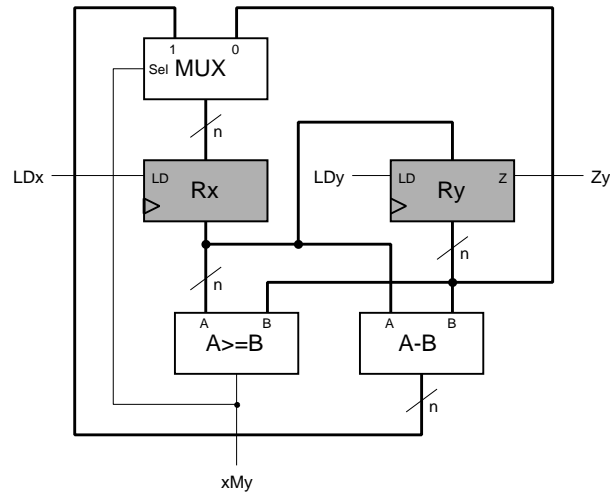 1 0
Sel MUX
n
LDx LD Rx
LDy LD Ry Z Zy
n n
A B A B
A>=B A-B
n
xMy